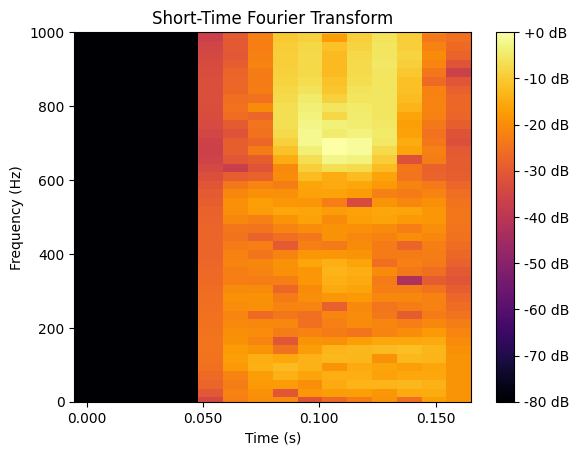 Short-Time Fourier Transform
1000
800
600
400
200
0
Frequency (Hz)
0.000
0.050
0.100
0.150
Time (s)
+0 dB
-10 dB
-20 dB
-30 dB
-40 dB
-50 dB
-60 dB
-70 dB
-80 dB